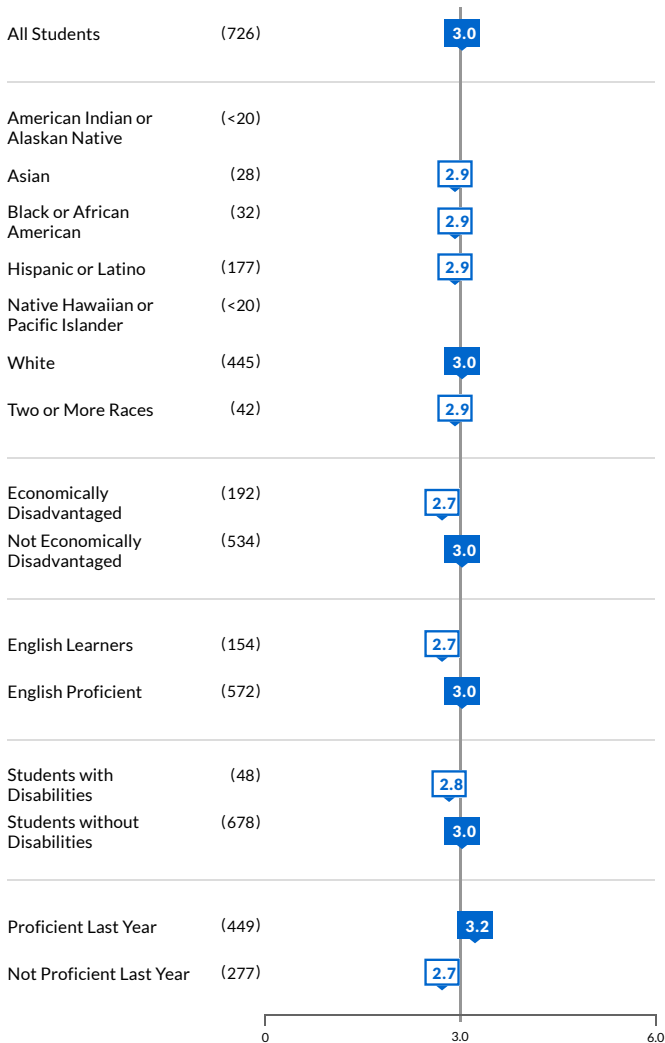 All Students (726) 3.0
American Indian or (<20)
Alaskan Native
Asian (28) 2.9
Black or African (32) 2.9
American
Hispanic or Latino (177) 2.9
Native Hawaiian or (<20)
Pacific Islander
White (445) 3.0
Two or More Races (42) 2.9
Economically (192) 2.7
Disadvantaged
Not Economically (534) 3.0
Disadvantaged
English Learners (154) 2.7
English Proficient (572) 3.0
Students with (48) 2.8
Disabilities
Students without (678) 3.0
Disabilities
Proficient Last Year (449) 3.2
Not Proficient Last Year (277) 2.7
0 3.0 6.0